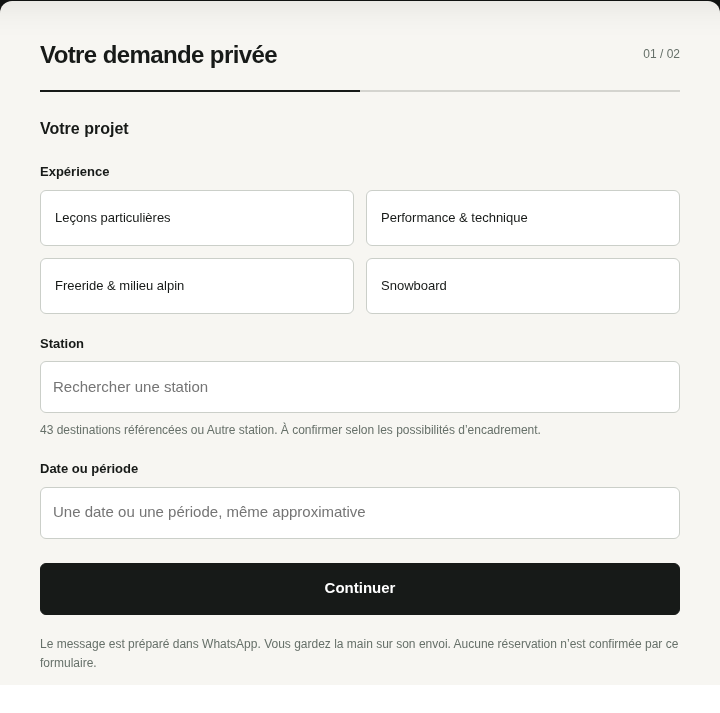 Votre demande privée
01 / 02
Votre projet
Expérience
Leçons particulières
Performance & technique
Freeride & milieu alpin
Snowboard
Station
Rechercher une station
43 destinations référencées ou Autre station. À confirmer selon les possibilités d’encadrement.
Date ou période
Une date ou une période, même approximative
Continuer
Le message est préparé dans WhatsApp. Vous gardez la main sur son envoi. Aucune réservation n’est confirmée par ce
formulaire.